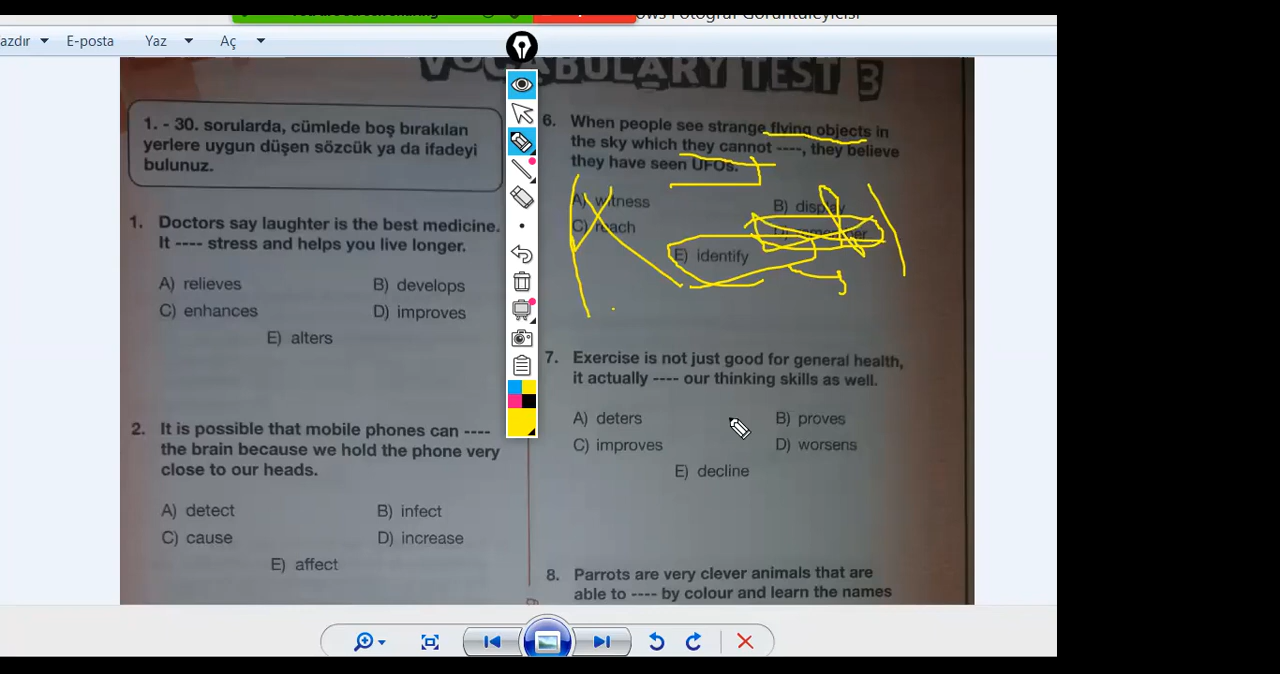 azdır
E-posta
Yaz
Aç
VOCABULARY TEST 3
1. - 30. sorularda, cümlede boş bırakılan
yerlere uygun düşen sözcük ya da ifadeyi
bulunuz.
1. Doctors say laughter is the best medicine.
It ---- stress and helps you live longer.
A) relieves
B) develops
C) enhances
D) improves
E) alters
2. It is possible that mobile phones can ----
the brain because we hold the phone very
close to our heads.
A) detect
B) infect
C) cause
D) increase
E) affect
6. When people see strange flying objects in
the sky which they cannot ----, they believe
they have seen UFOs.
A) witness
B) display
C) reach
D) remember
E) identify
7. Exercise is not just good for general health,
it actually ---- our thinking skills as well.
A) deters
B) proves
C) improves
D) worsens
E) decline
8. Parrots are very clever animals that are
able to ---- by colour and learn the names